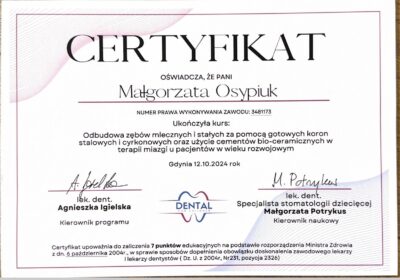 CERTYFIKAT
OŚWIADCZA, ŻE PANI
Małgorzata Osypiuk
NUMER PRAWA WYKONYWANIA ZAWODU: 3481173
Ukończyła kurs:
Odbudowa zębów mlecznych i stałych za pomocą gotowych koron
stalowych i cyrkonowych oraz użycie cementów bio-ceramicznych w
terapii miazgi u pacjentów w wieku rozwojowym
Gdynia 12.10.2024 rok
lek. dent.
Agnieszka Igielska
Kierownik programu
DENTAL
M. Potrykus
lek. dent.
Specjalista stomatologii dziecięcej
Małgorzata Potrykus
Kierownik naukowy
Certyfikat upoważnia do zaliczenia 7 punktów edukacyjnych na podstawie rozporządzenia Ministra Zdrowia
z dn. 6 października 2004r., w sprawie sposobów dopełnienia obowiązku doskonalenia zawodowego lekarzy
i lekarzy dentystów ( Dz. U. z 2004r, Nr231, pozycja 2326)